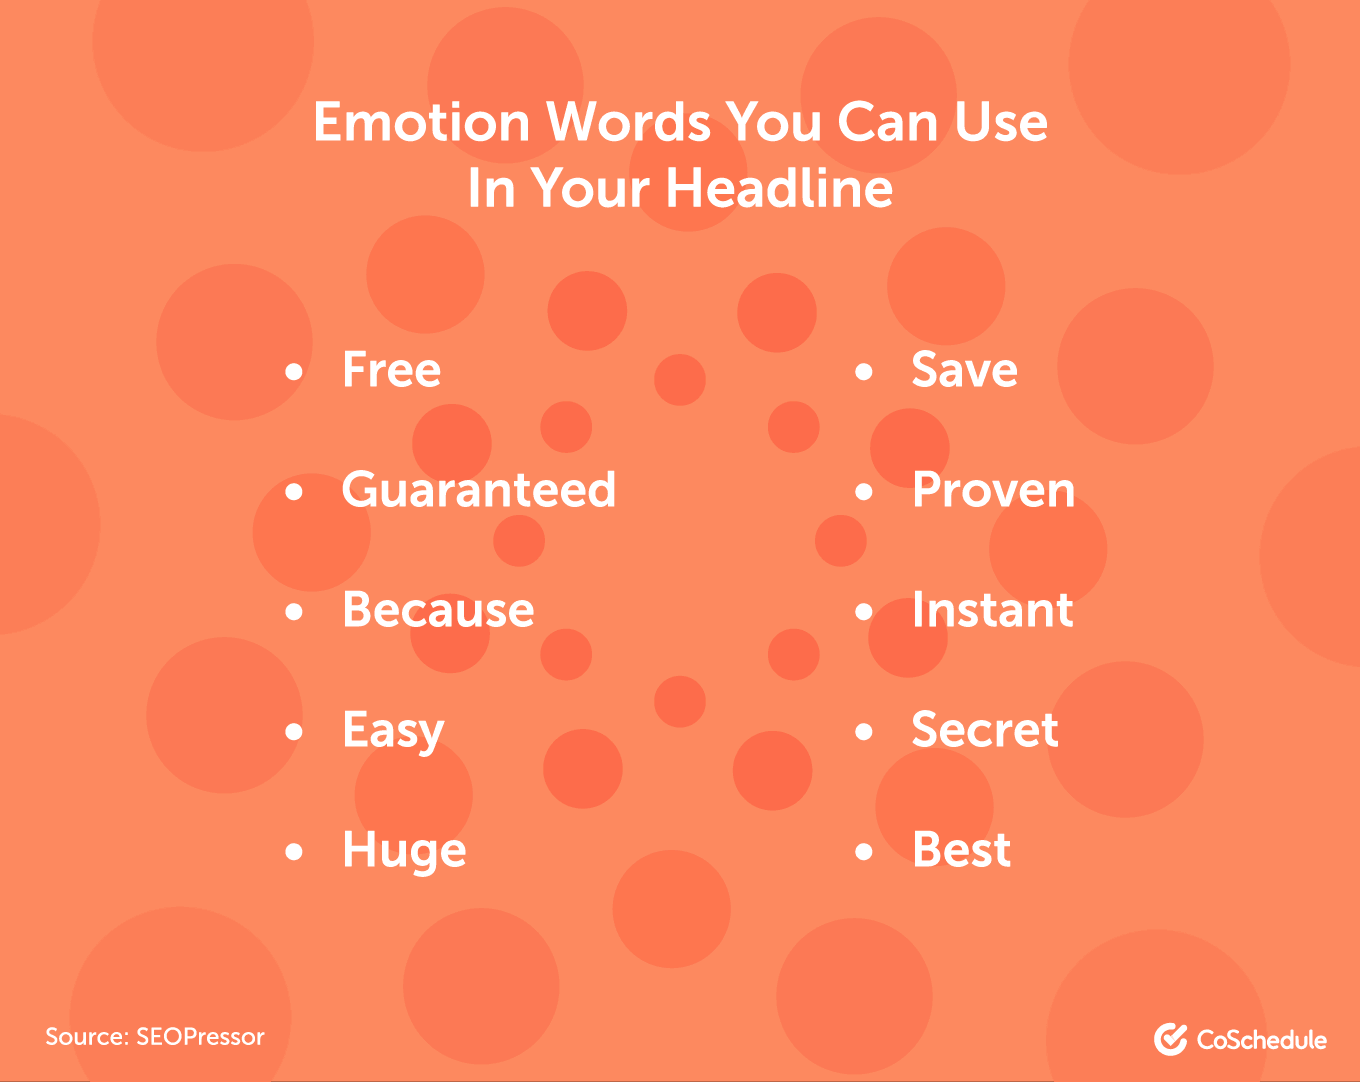 Emotion Words You Can Use
In Your Headline
• Free
• Guaranteed
• Because
• Easy
• Huge
• Save
• Proven
• Instant
• Secret
• Best
Source: SEOPressor
CoSchedule